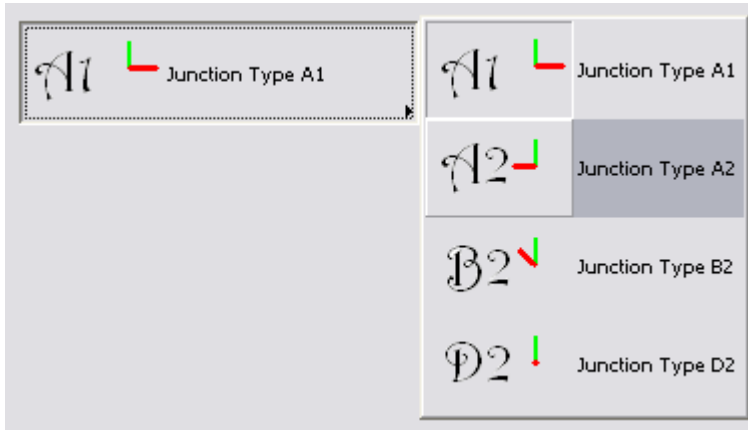 A1 Junction Type A1
A1 Junction Type A1
A2 Junction Type A2
B2 Junction Type B2
D2 Junction Type D2